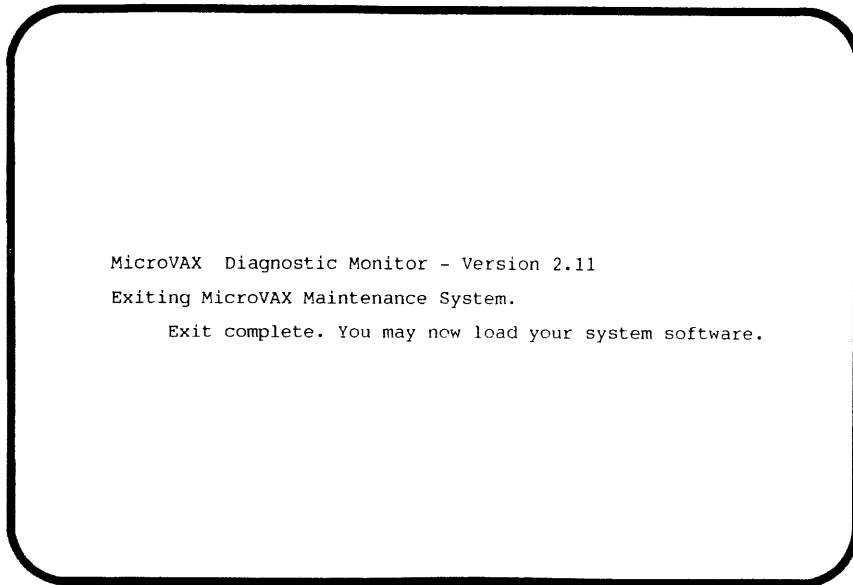 MicroVAX  Diagnostic Monitor - Version 2.11
Exiting MicroVAX Maintenance System.
Exit complete. You may now load your system software.